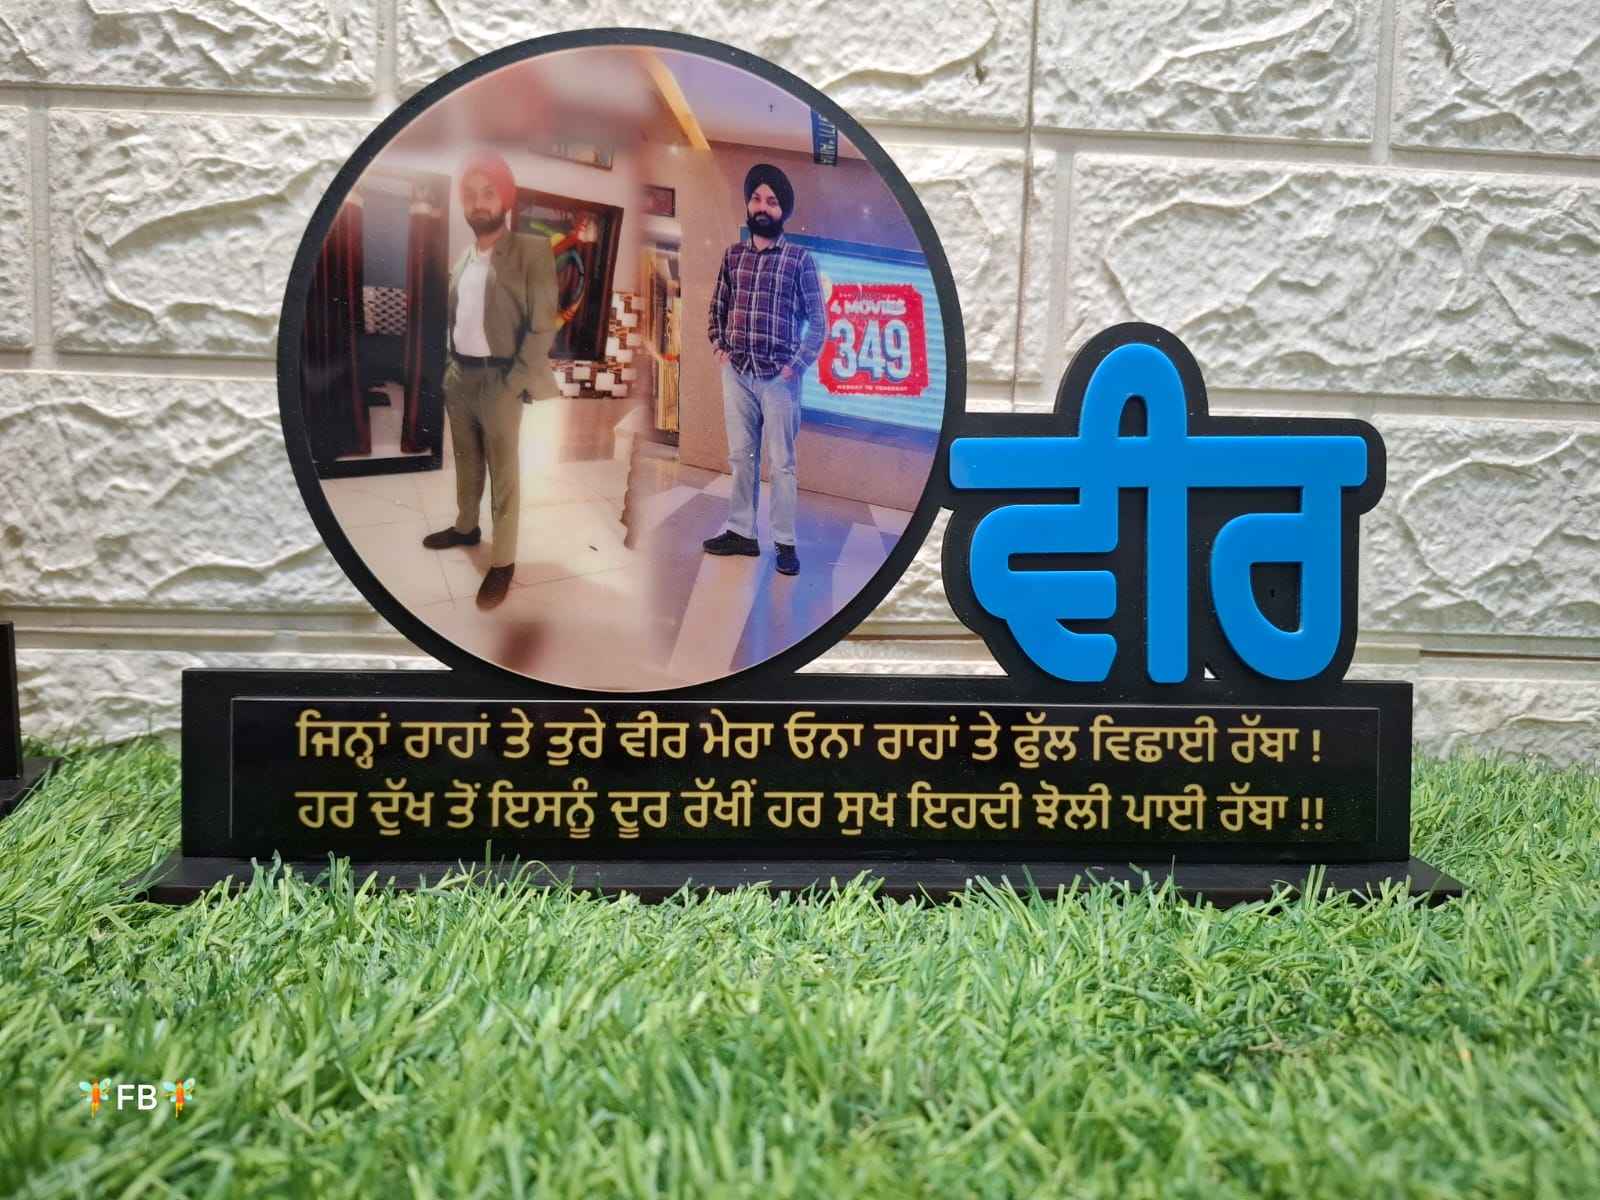 4 MOVIES
349
ਵੀਰ
ਜਿਨ੍ਹਾਂ ਰਾਹਾਂ ਤੇ ਤੁਰੇ ਵੀਰ ਮੇਰਾ ਓਨਾ ਰਾਹਾਂ ਤੇ ਫੁੱਲ ਵਿਛਾਈ ਰੱਬਾ !
ਹਰ ਦੁੱਖ ਤੋਂ ਇਸਨੂੰ ਦੂਰ ਰੱਖੀਂ ਹਰ ਸੁਖ ਇਹਦੀ ਝੋਲੀ ਪਾਈ ਰੱਬਾ !!
FB